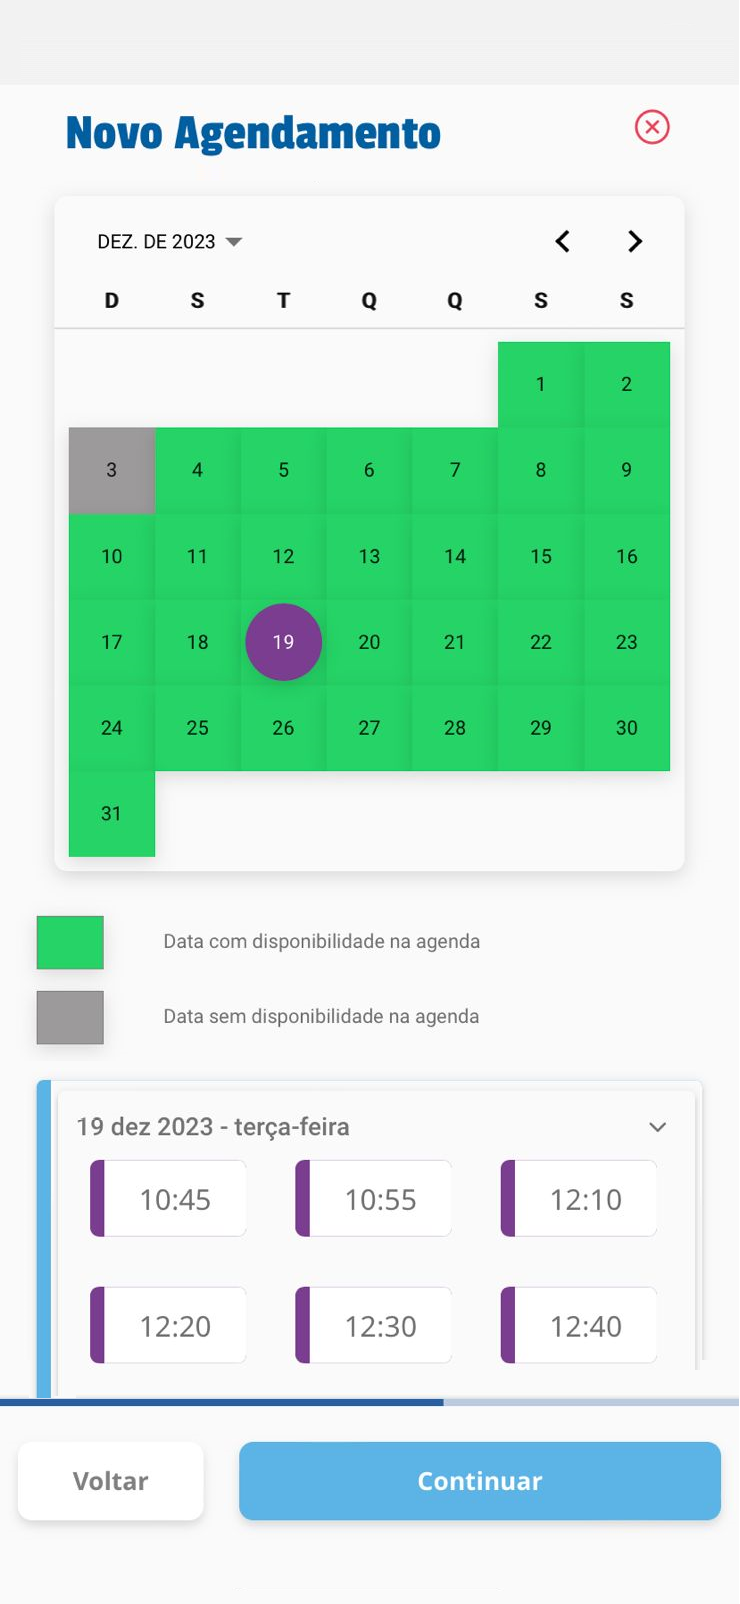 Novo Agendamento
DEZ. DE 2023
D S T Q Q S S
1 2
3 4 5 6 7 8 9
10 11 12 13 14 15 16
17 18 19 20 21 22 23
24 25 26 27 28 29 30
31
Data com disponibilidade na agenda
Data sem disponibilidade na agenda
19 dez 2023 - terça-feira
10:45 10:55 12:10
12:20 12:30 12:40
Voltar Continuar